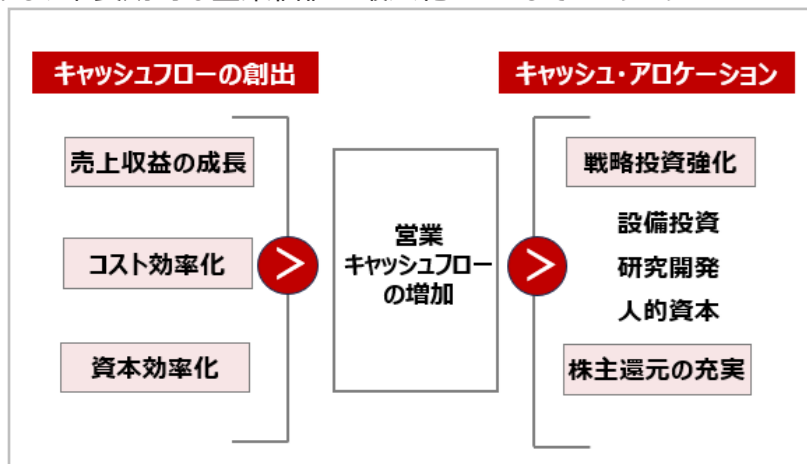 キャッシュフローの創出
売上収益の成長
コスト効率化
資本効率化
営業
キャッシュフロー
の増加
キャッシュ・アロケーション
戦略投資強化
設備投資
研究開発
人的資本
株主還元の充実